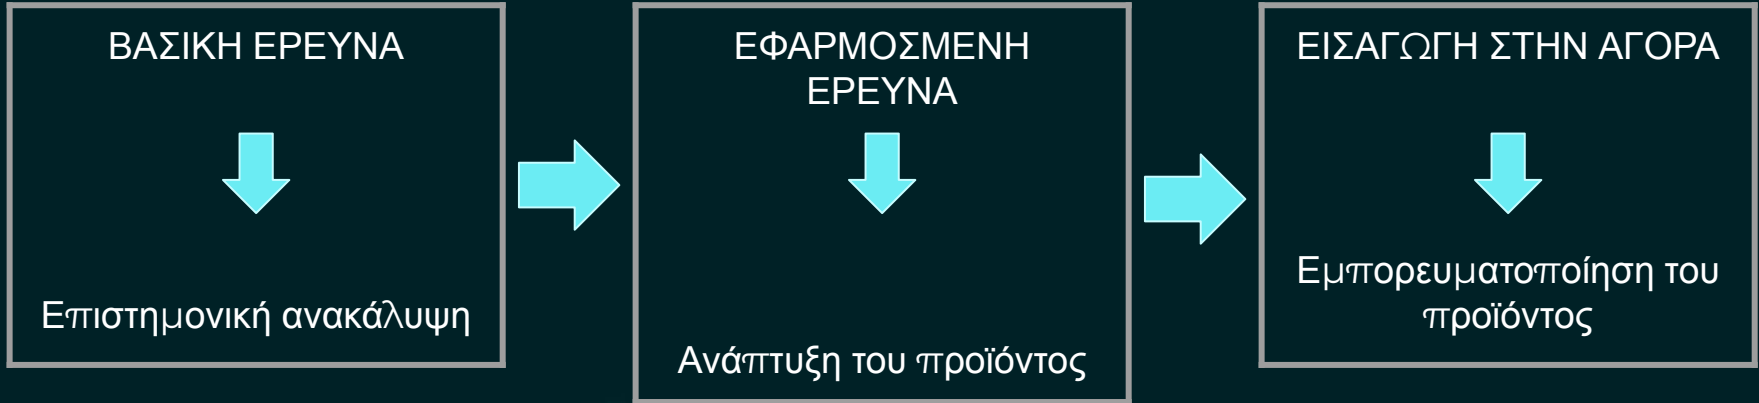 ΒΑΣΙΚΗ ΕΡΕΥΝΑ
Επιστημονική ανακάλυψη
ΕΦΑΡΜΟΣΜΕΝΗ
ΕΡΕΥΝΑ
Ανάπτυξη του προϊόντος
ΕΙΣΑΓΩΓΗ ΣΤΗΝ ΑΓΟΡΑ
Εμπορευματοποίηση του
προϊόντος